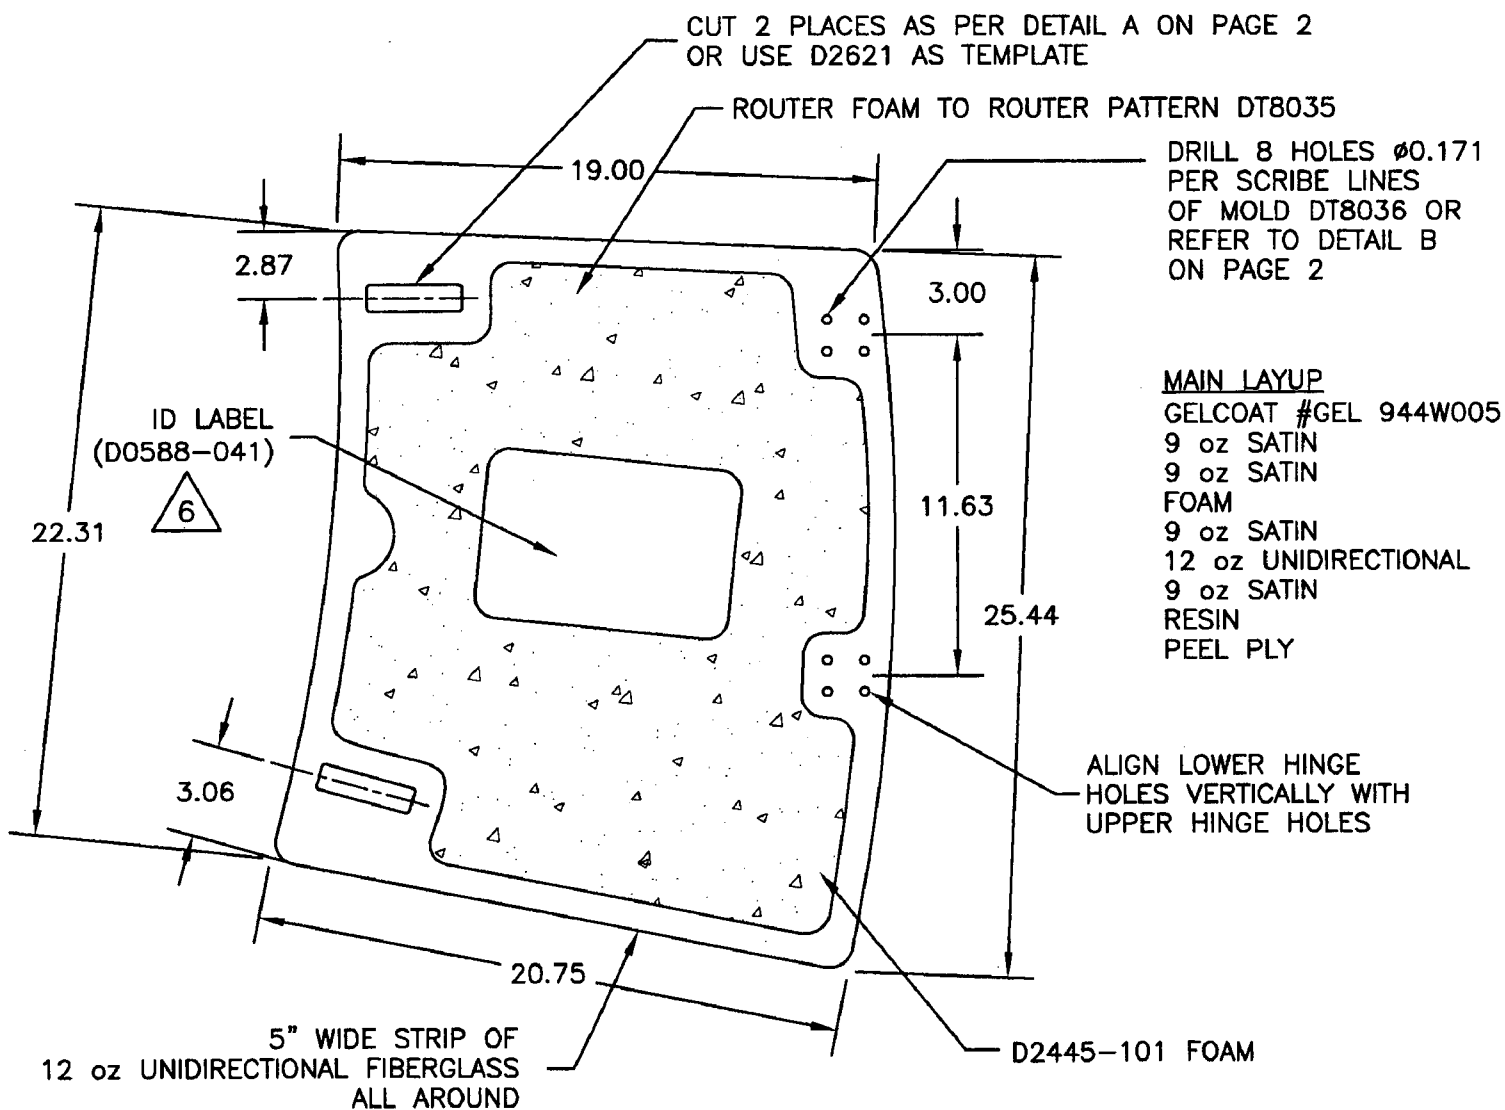 CUT 2 PLACES AS PER DETAIL A ON PAGE 2
OR USE D2621 AS TEMPLATE
ROUTER FOAM TO ROUTER PATTERN DT8035
DRILL 8 HOLES ø0.171
PER SCRIBE LINES
OF MOLD DT8036 OR
REFER TO DETAIL B
ON PAGE 2
19.00
2.87
3.00
MAIN LAYUP
GELCOAT #GEL 944W005
9 oz SATIN
9 oz SATIN
FOAM
9 oz SATIN
12 oz UNIDIRECTIONAL
9 oz SATIN
RESIN
PEEL PLY
ID LABEL
(D0588-041)
6
22.31
11.63
25.44
3.06
ALIGN LOWER HINGE
HOLES VERTICALLY WITH
UPPER HINGE HOLES
20.75
5" WIDE STRIP OF
12 oz UNIDIRECTIONAL FIBERGLASS
ALL AROUND
D2445-101 FOAM